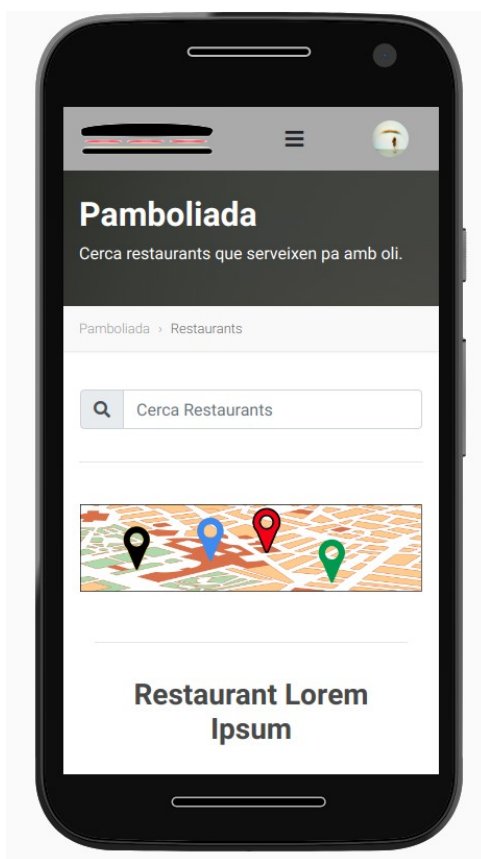 Pamboliada
Cerca restaurants que serveixen pa amb oli.
Pamboliada › Restaurants
Cerca Restaurants
Restaurant Lorem
Ipsum